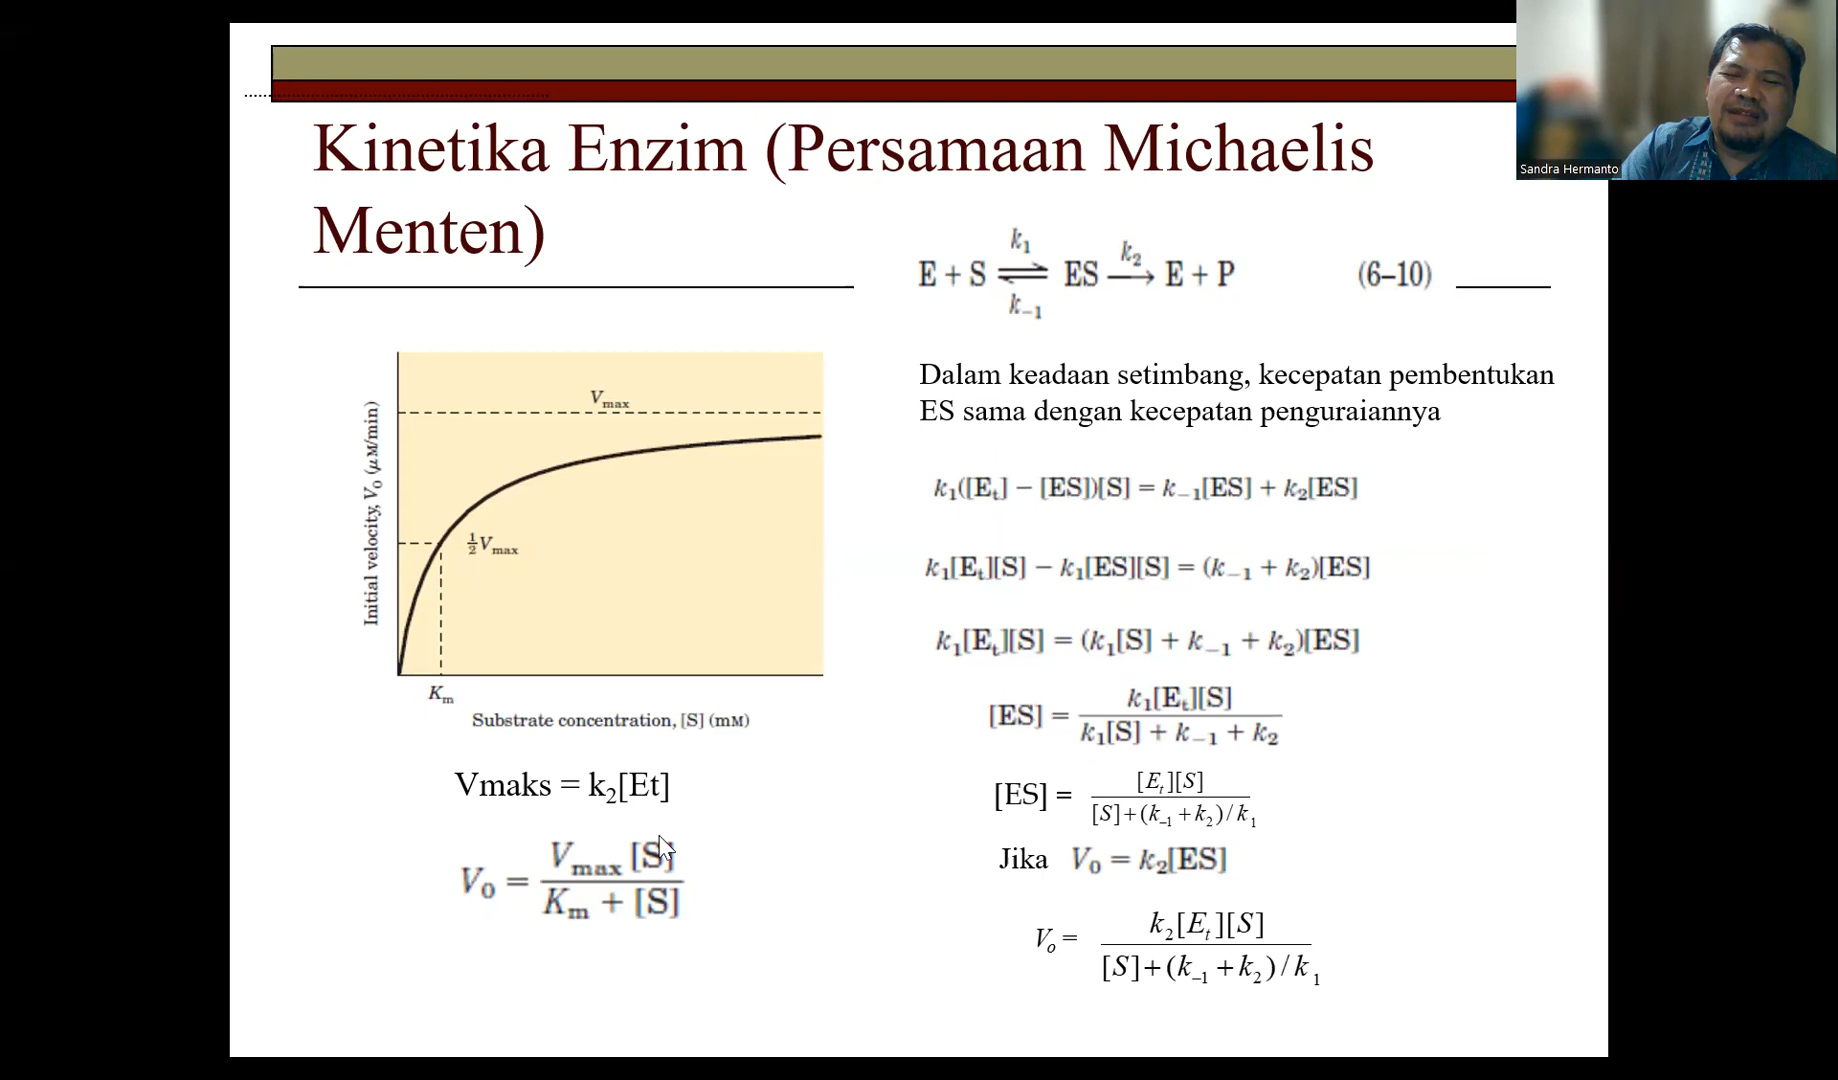 Sandra Hermanto
Kinetika Enzim (Persamaan Michaelis
Menten)
E + S ⇌ ES → E + P (6–10)
k₁
k₋₁
k₂
Vmax
½Vmax
Initial velocity, V₀ (μM/min)
Km
Substrate concentration, [S] (mM)
Vmaks = k₂[Et]
V₀ = Vmax [S] / Km + [S]
Dalam keadaan setimbang, kecepatan pembentukan
ES sama dengan kecepatan penguraiannya
k₁([Et] − [ES])[S] = k₋₁[ES] + k₂[ES]
k₁[Et][S] − k₁[ES][S] = (k₋₁ + k₂)[ES]
k₁[Et][S] = (k₁[S] + k₋₁ + k₂)[ES]
[ES] = k₁[Et][S] / k₁[S] + k₋₁ + k₂
[ES] = [Et][S] / [S]+(k₋₁+k₂)/k₁
Jika V₀ = k₂[ES]
Vo = k₂[Et][S] / [S]+(k₋₁+k₂)/k₁